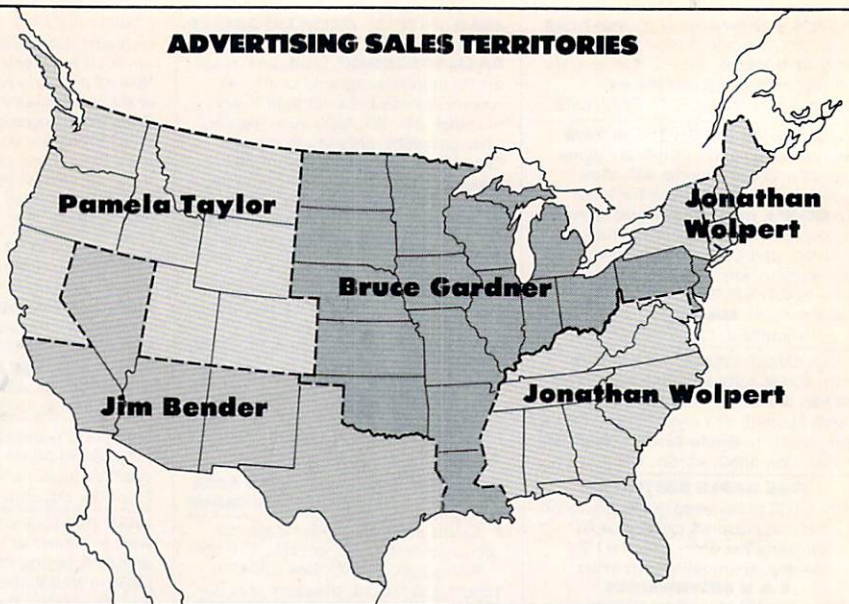 ADVERTISING SALES TERRITORIES
Pamela Taylor
Jonathan
Wolpert
Bruce Gardner
Jim Bender
Jonathan Wolpert